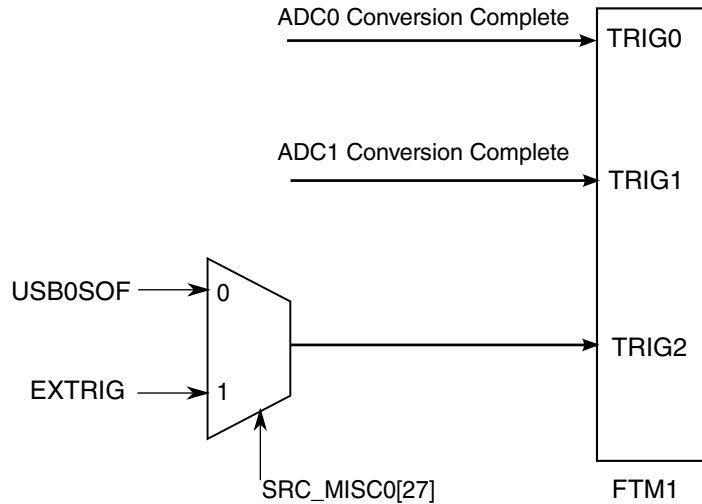 ADC0 Conversion Complete
TRIG0
ADC1 Conversion Complete
TRIG1
USB0SOF
0
TRIG2
EXTRIG
1
SRC_MISC0[27]
FTM1